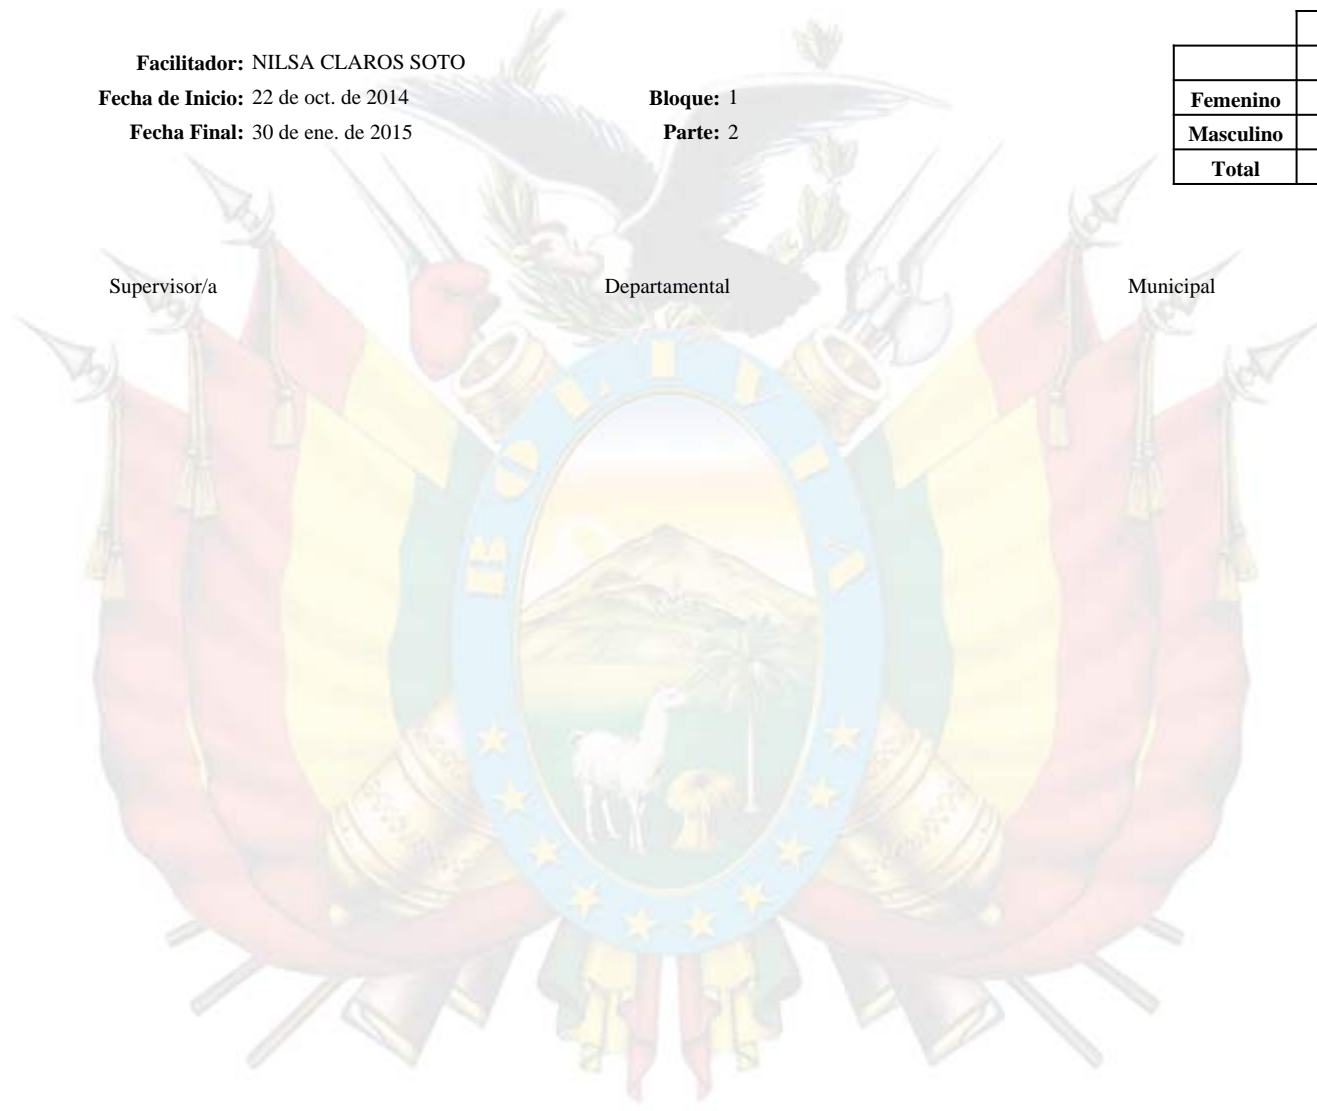 Facilitador: NILSA CLAROS SOTO
Fecha de Inicio: 22 de oct. de 2014 Bloque: 1
Femenino
Fecha Final: 30 de ene. de 2015 Parte: 2
Masculino
Total
Supervisor/a Departamental Municipal
BOLIVIA